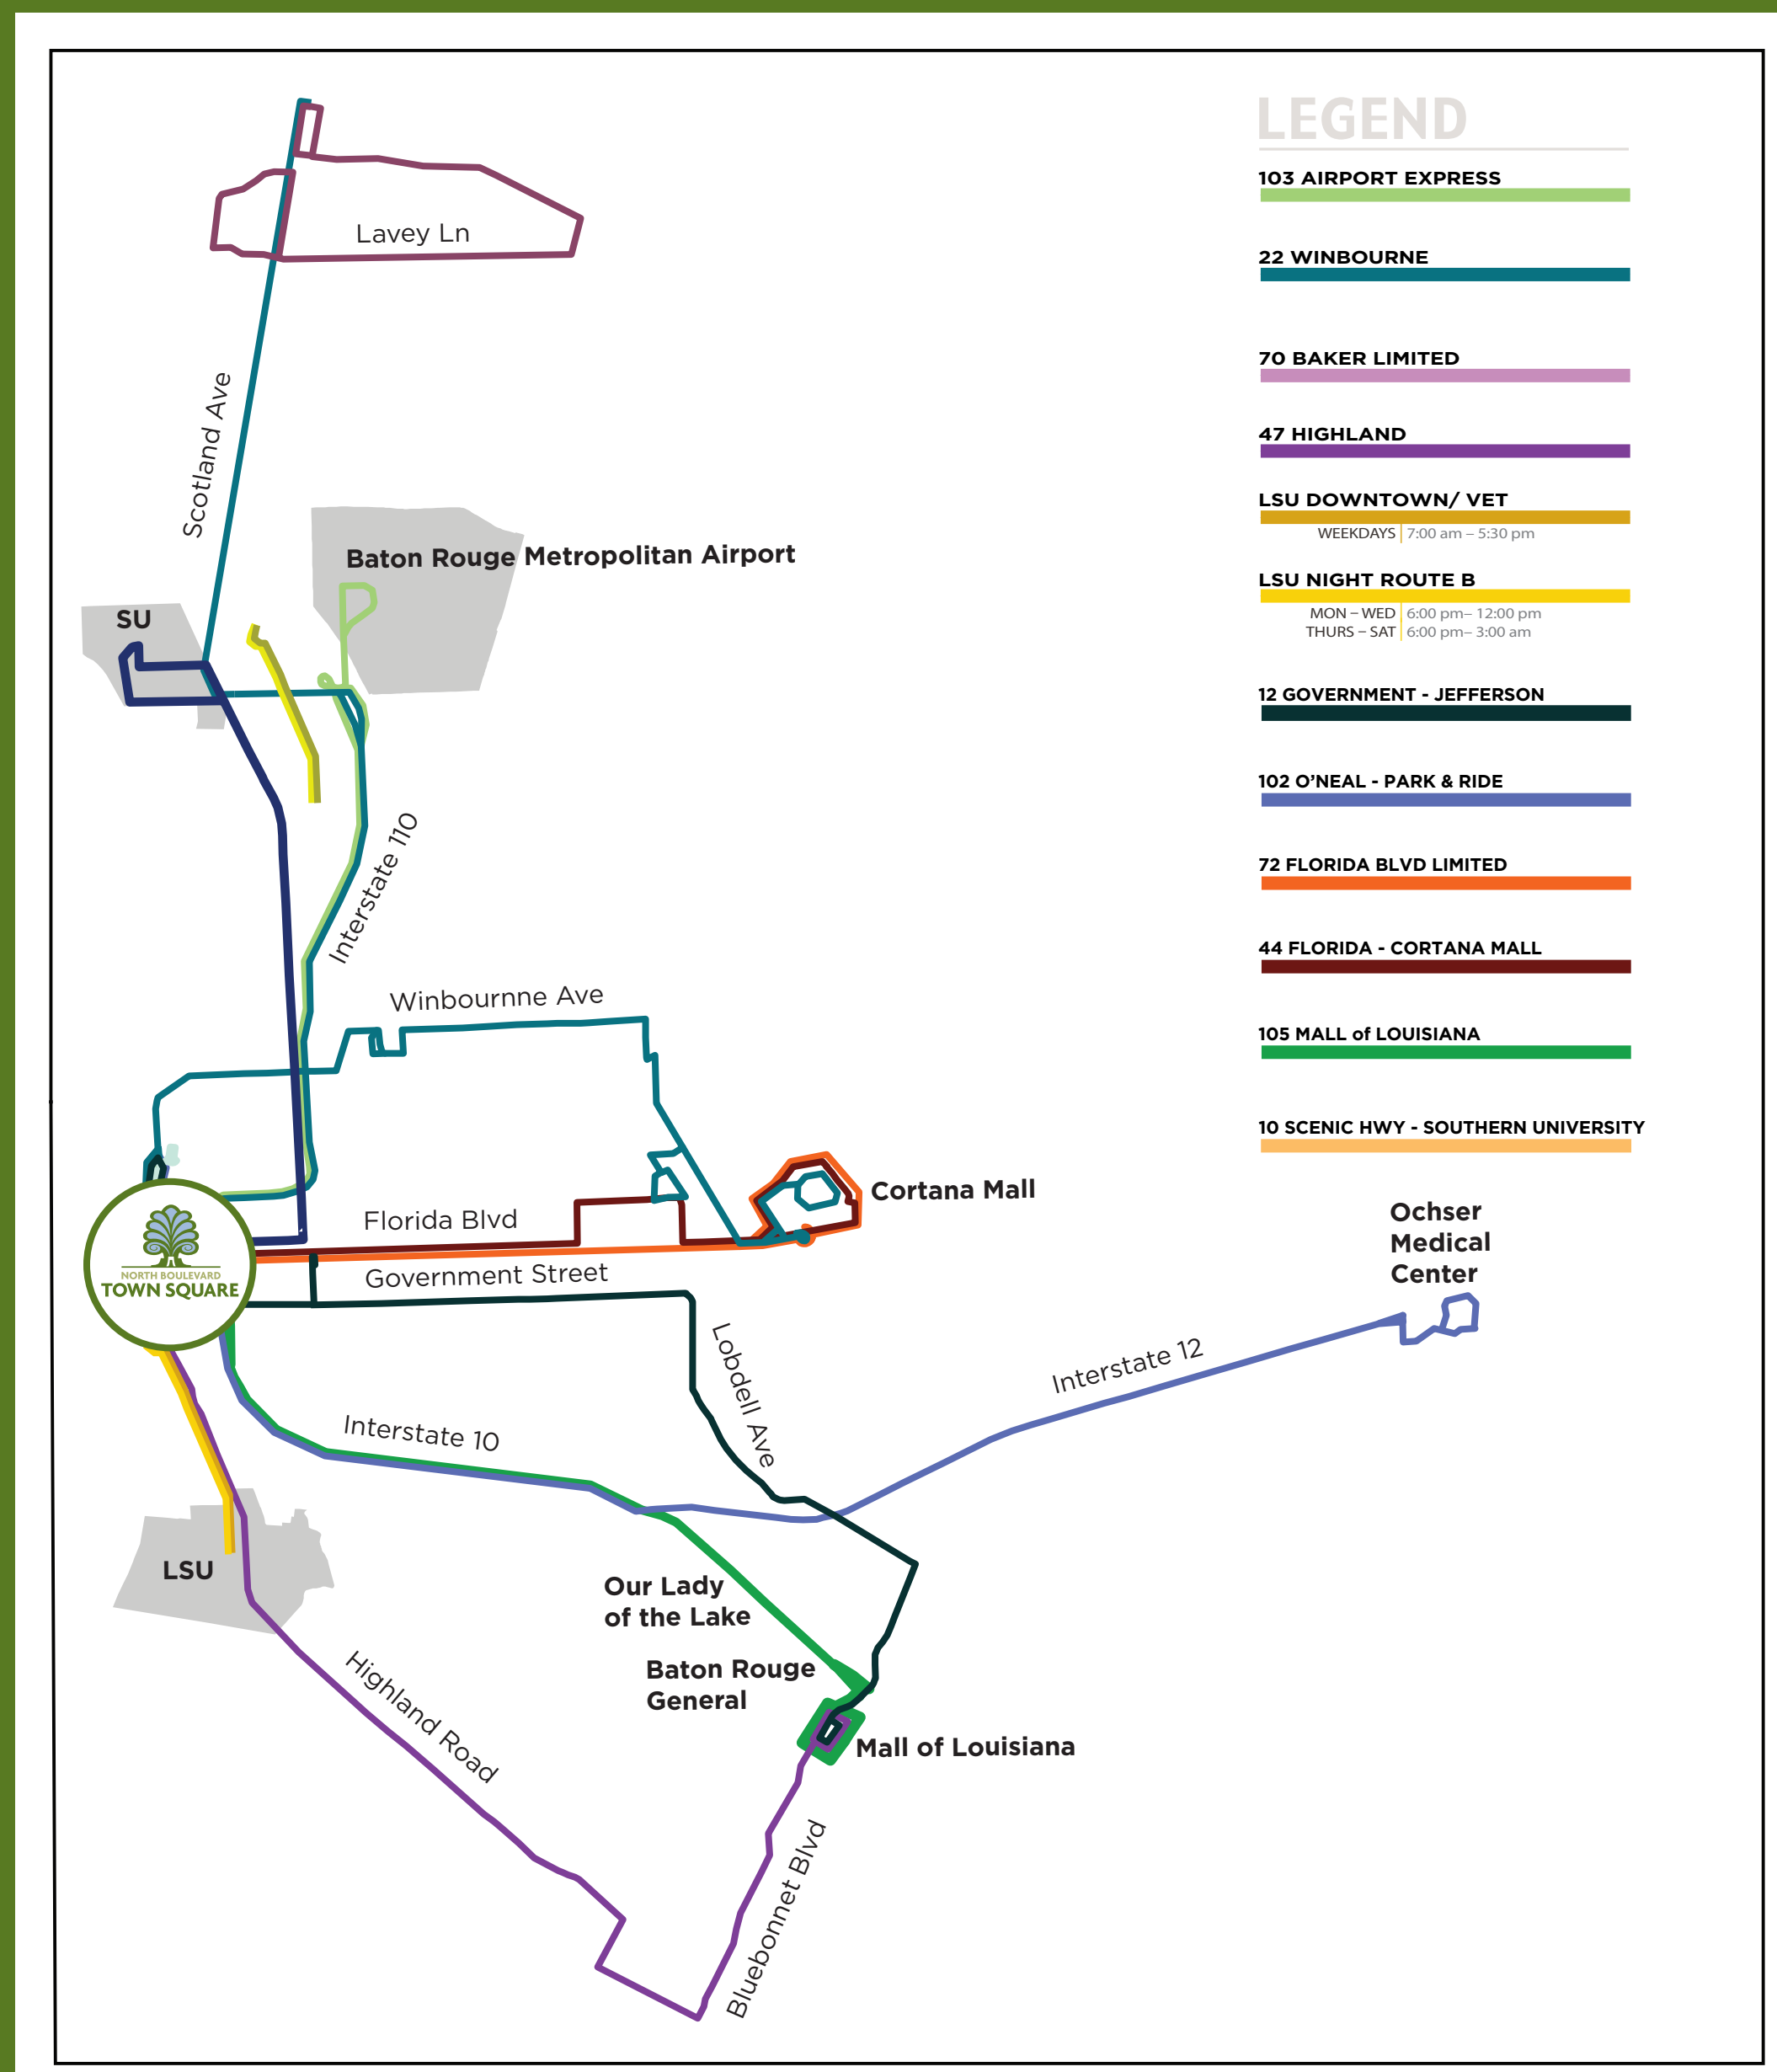 LEGEND
103 AIRPORT EXPRESS
22 WINBOURNE
70 BAKER LIMITED
47 HIGHLAND
LSU DOWNTOWN/ VET
WEEKDAYS 7:00 am – 5:30 pm
LSU NIGHT ROUTE B
MON – WED 6:00 pm– 12:00 pm
THURS – SAT 6:00 pm– 3:00 am
12 GOVERNMENT - JEFFERSON
102 O’NEAL - PARK & RIDE
72 FLORIDA BLVD LIMITED
44 FLORIDA - CORTANA MALL
105 MALL of LOUISIANA
10 SCENIC HWY - SOUTHERN UNIVERSITY
Lavey Ln
Scotland Ave
Baton Rouge Metropolitan Airport
SU
Interstate 110
Winbournne Ave
Cortana Mall
Florida Blvd
Government Street
NORTH BOULEVARD
TOWN SQUARE
Ochser
Medical
Center
Lobdell Ave
Interstate 12
Interstate 10
LSU
Our Lady
of the Lake
Baton Rouge
General
Highland Road
Mall of Louisiana
Bluebonnet Blvd